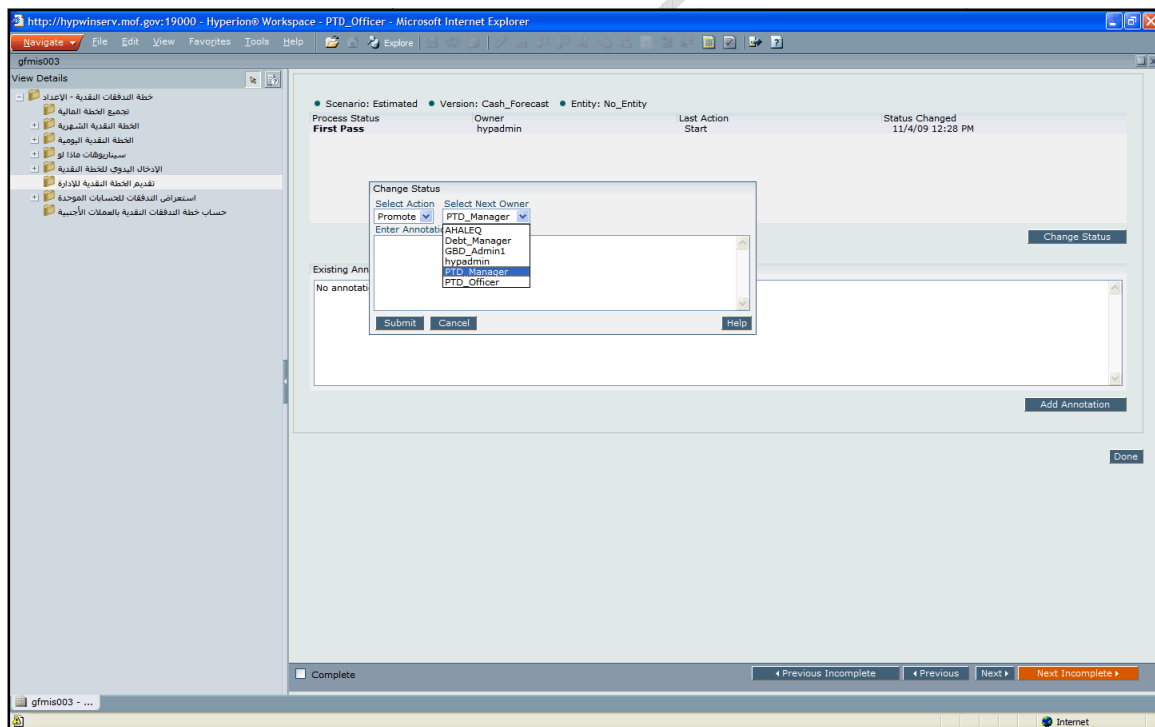 http://hypwinserv.mof.gov:19000 - Hyperion® Workspace - PTD_Officer - Microsoft Internet Explorer
Navigate File Edit View Favorites Tools Help Explore
gfmis003
View Details
خطة التدفقات النقدية - الإعداد
تجميع الخطة المالية
الخطة النقدية الشهرية
الخطة النقدية اليومية
سيناريوهات ماذا لو
الإدخال اليدوي للخطة النقدية
تقديم الخطة النقدية للإدارة
استعراض التدفقات للحسابات الموحدة
حساب خطة التدفقات النقدية بالعملات الأجنبية
Scenario: Estimated Version: Cash_Forecast Entity: No_Entity
Process Status Owner Last Action Status Changed
First Pass hypadmin Start 11/4/09 12:28 PM
Change Status
Select Action Select Next Owner
Promote PTD_Manager
Enter Annotati
AHALEQ
Debt_Manager
GBD_Admin1
hypadmin
PTD_Manager
PTD_Officer
Submit Cancel Help
Change Status
Existing Ann
No annotati
Add Annotation
Done
Complete
Previous Incomplete Previous Next Next Incomplete
gfmis003 - ...
Internet